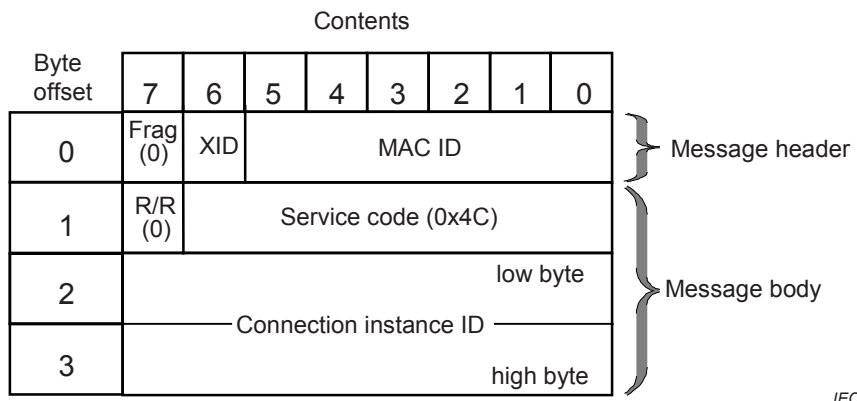 Contents
Byte
offset
7 6 5 4 3 2 1 0
0 Frag (0) XID MAC ID Message header
1 R/R (0) Service code (0x4C)
2 low byte
Connection instance ID
Message body
3 high byte
IEC